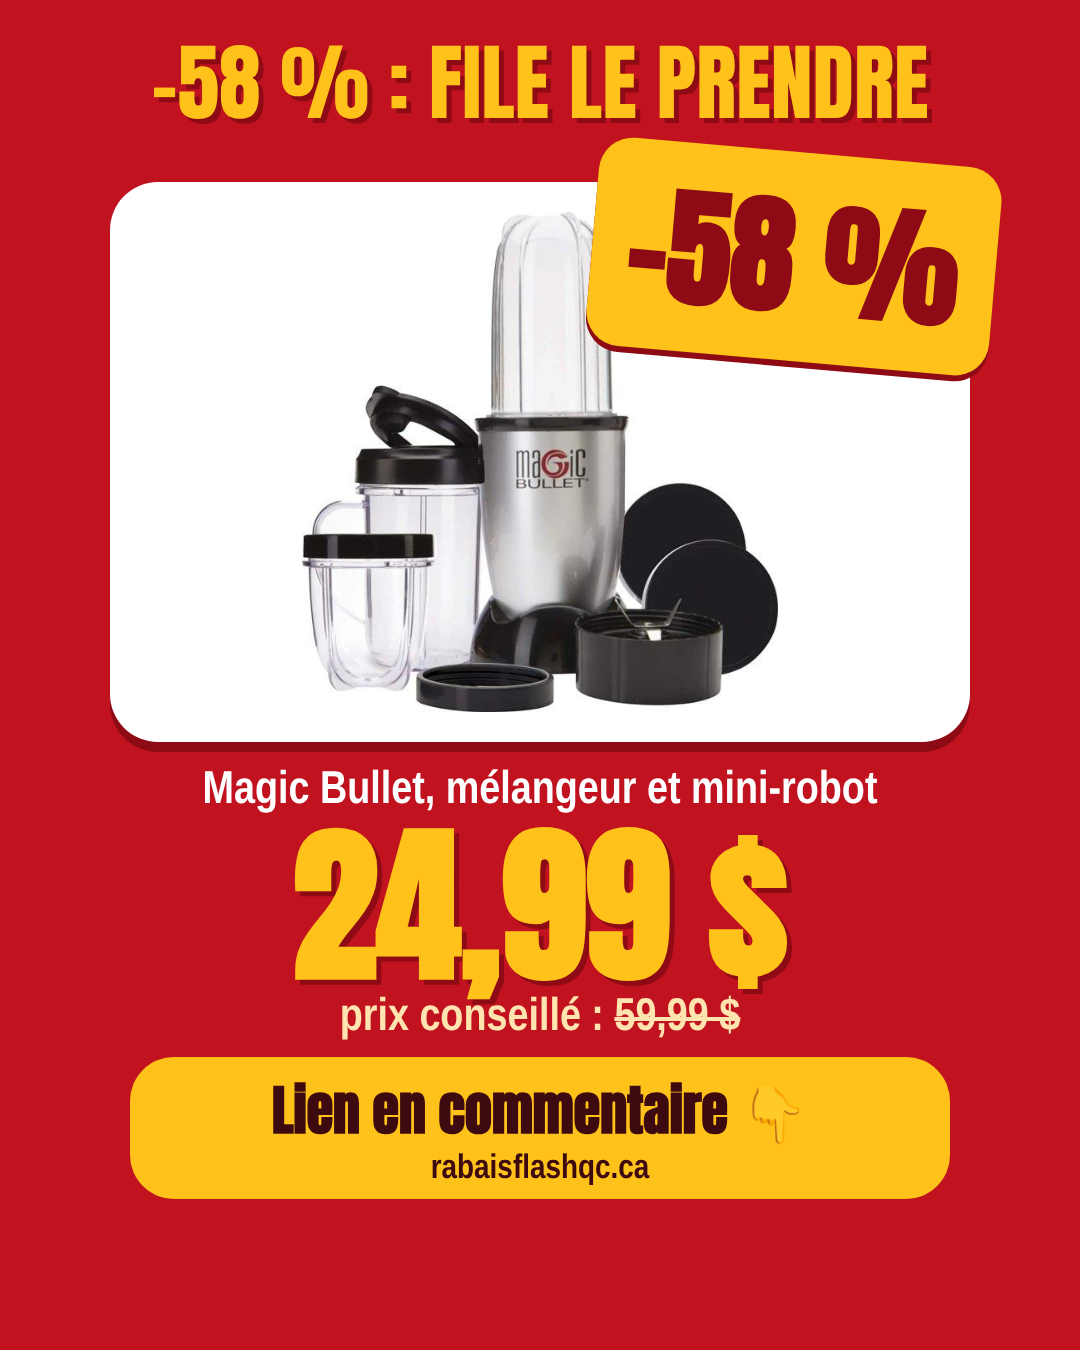 -58 % : FILE LE PRENDRE
-58 %
magic
BULLET®
Magic Bullet, mélangeur et mini-robot
24,99 $
prix conseillé : 59,99 $
Lien en commentaire 👇
rabaisflashqc.ca